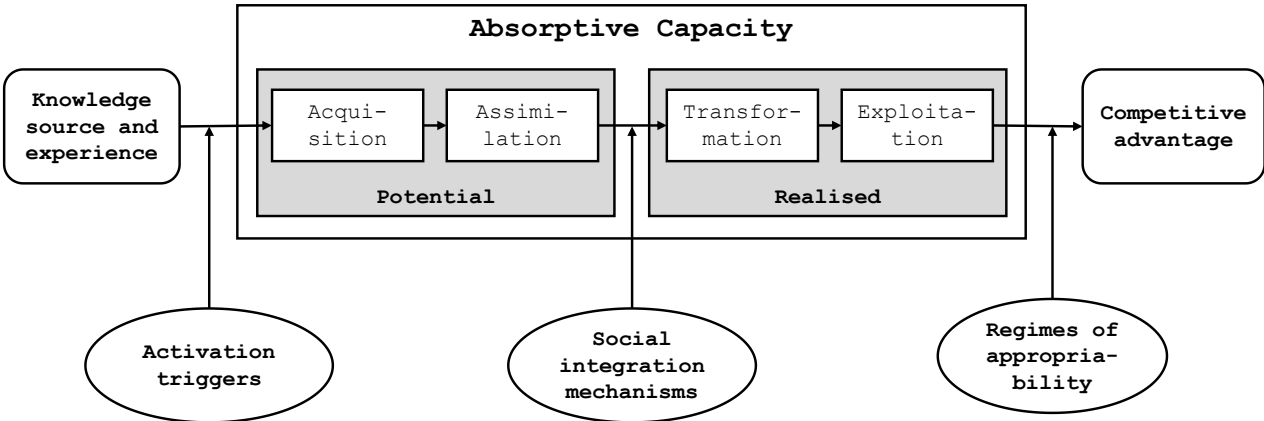 Absorptive Capacity
Knowledge
source and
experience
Acqui-
sition
Assimi-
lation
Potential
Transfor-
mation
Exploita-
tion
Realised
Competitive
advantage
Activation
triggers
Social
integration
mechanisms
Regimes of
appropria-
bility